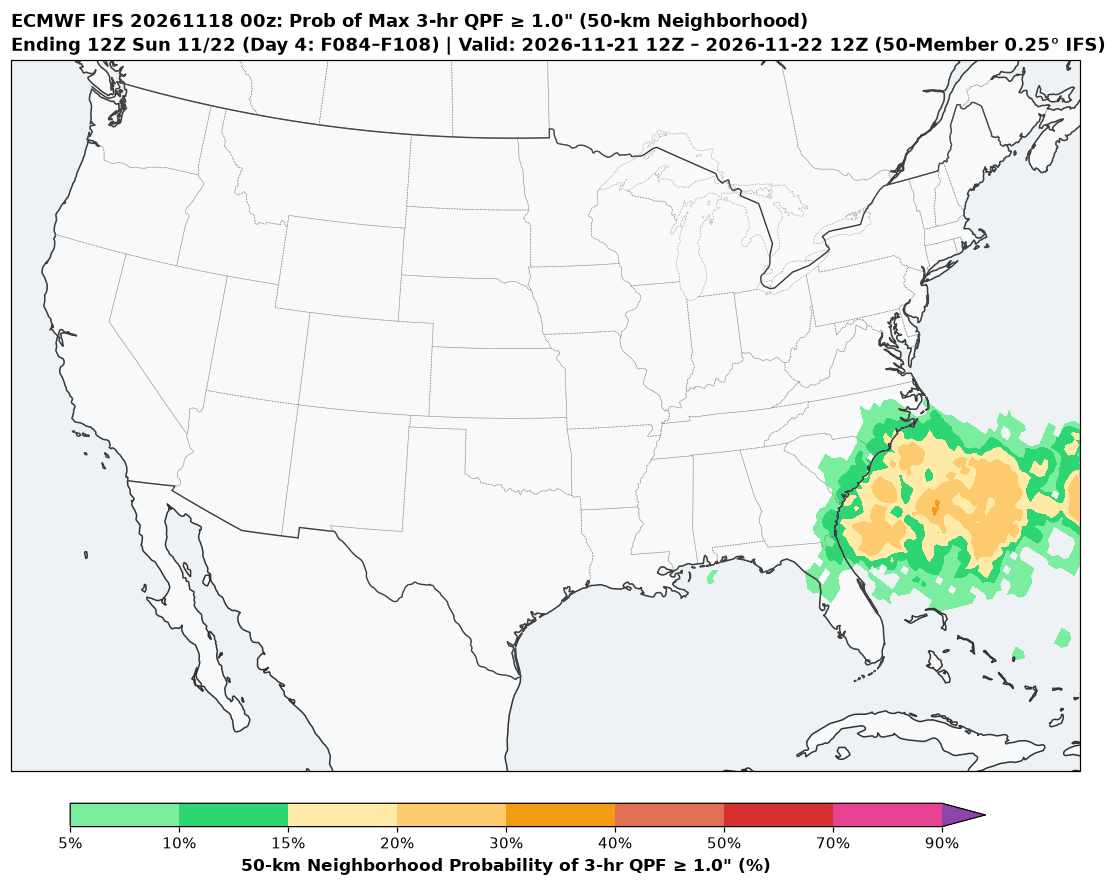 ECMWF IFS 20261118 00z: Prob of Max 3-hr QPF ≥ 1.0" (50-km Neighborhood)
Ending 12Z Sun 11/22 (Day 4: F084–F108) | Valid: 2026-11-21 12Z – 2026-11-22 12Z (50-Member 0.25° IFS)
5% 10% 15% 20% 30% 40% 50% 70% 90%
50-km Neighborhood Probability of 3-hr QPF ≥ 1.0" (%)